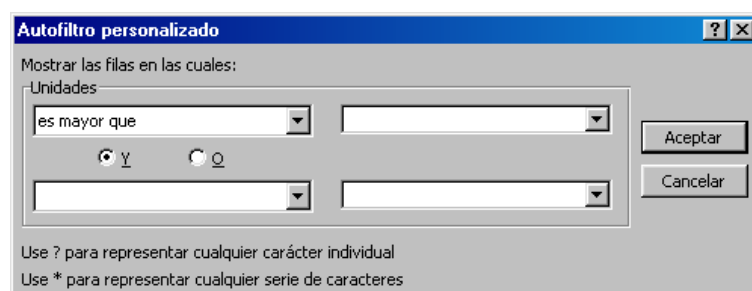 Autofiltro personalizado
Mostrar las filas en las cuales:
Unidades
es mayor que
Y O
Aceptar
Cancelar
Use ? para representar cualquier carácter individual
Use * para representar cualquier serie de caracteres